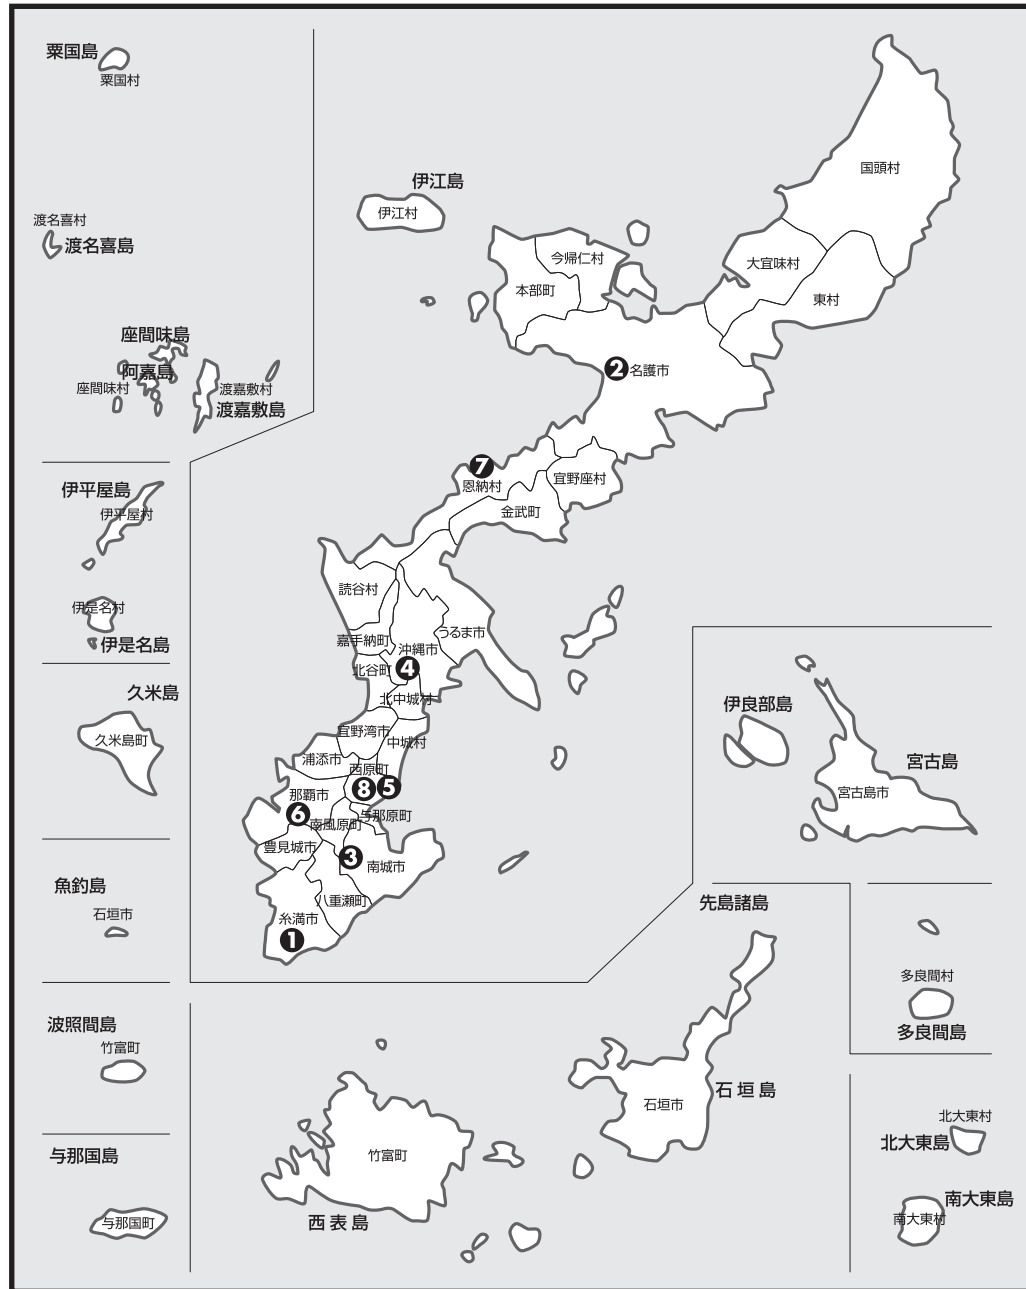 粟国島
粟国村
渡名喜村
渡名喜島
座間味島
阿嘉島
座間味村
渡嘉敷村
渡嘉敷島
伊江島
伊江村
国頭村
大宜味村
東村
今帰仁村
本部町
2 名護市
7
恩納村
宜野座村
金武町
読谷村
嘉手納町
沖縄市
うるま市
4
北谷町
北中城村
宜野湾市
中城村
浦添市
西原町
8 5
那覇市
6
与那原町
南風原町
豊見城市
3
南城市
八重瀬町
糸満市
1
伊平屋島
伊平屋村
伊是名村
伊是名島
久米島
久米島町
魚釣島
石垣市
波照間島
竹富町
与那国島
与那国町
伊良部島
宮古島
宮古島市
先島諸島
多良間村
多良間島
石垣島
石垣市
竹富町
西表島
北大東村
北大東島
南大東島
南大東村